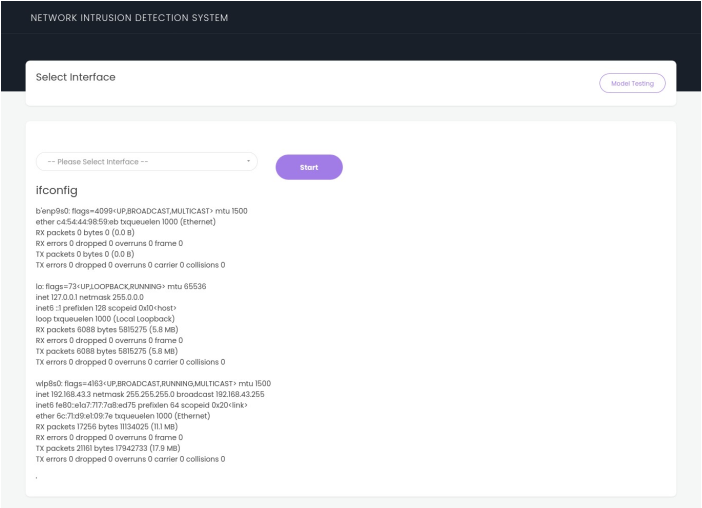 NETWORK INTRUSION DETECTION SYSTEM
Select Interface
Model Testing
-- Please Select Interface --
Start
ifconfig
b'enp9s0: flags=4099<UP,BROADCAST,MULTICAST> mtu 1500
ether c4:54:44:98:59:eb txqueuelen 1000 (Ethernet)
RX packets 0 bytes 0 (0.0 B)
RX errors 0 dropped 0 overruns 0 frame 0
TX packets 0 bytes 0 (0.0 B)
TX errors 0 dropped 0 overruns 0 carrier 0 collisions 0
lo: flags=73<UP,LOOPBACK,RUNNING> mtu 65536
inet 127.0.0.1 netmask 255.0.0.0
inet6 ::1 prefixlen 128 scopeid 0x10<host>
loop txqueuelen 1000 (Local Loopback)
RX packets 6088 bytes 5815275 (5.8 MB)
RX errors 0 dropped 0 overruns 0 frame 0
TX packets 6088 bytes 5815275 (5.8 MB)
TX errors 0 dropped 0 overruns 0 carrier 0 collisions 0
wlp8s0: flags=4163<UP,BROADCAST,RUNNING,MULTICAST> mtu 1500
inet 192.168.43.3 netmask 255.255.255.0 broadcast 192.168.43.255
inet6 fe80::e1a7:717:7a8:ed75 prefixlen 64 scopeid 0x20<link>
ether 6c:71:d9:e1:09:7e txqueuelen 1000 (Ethernet)
RX packets 17256 bytes 11134025 (11.1 MB)
RX errors 0 dropped 0 overruns 0 frame 0
TX packets 21161 bytes 17942733 (17.9 MB)
TX errors 0 dropped 0 overruns 0 carrier 0 collisions 0
'